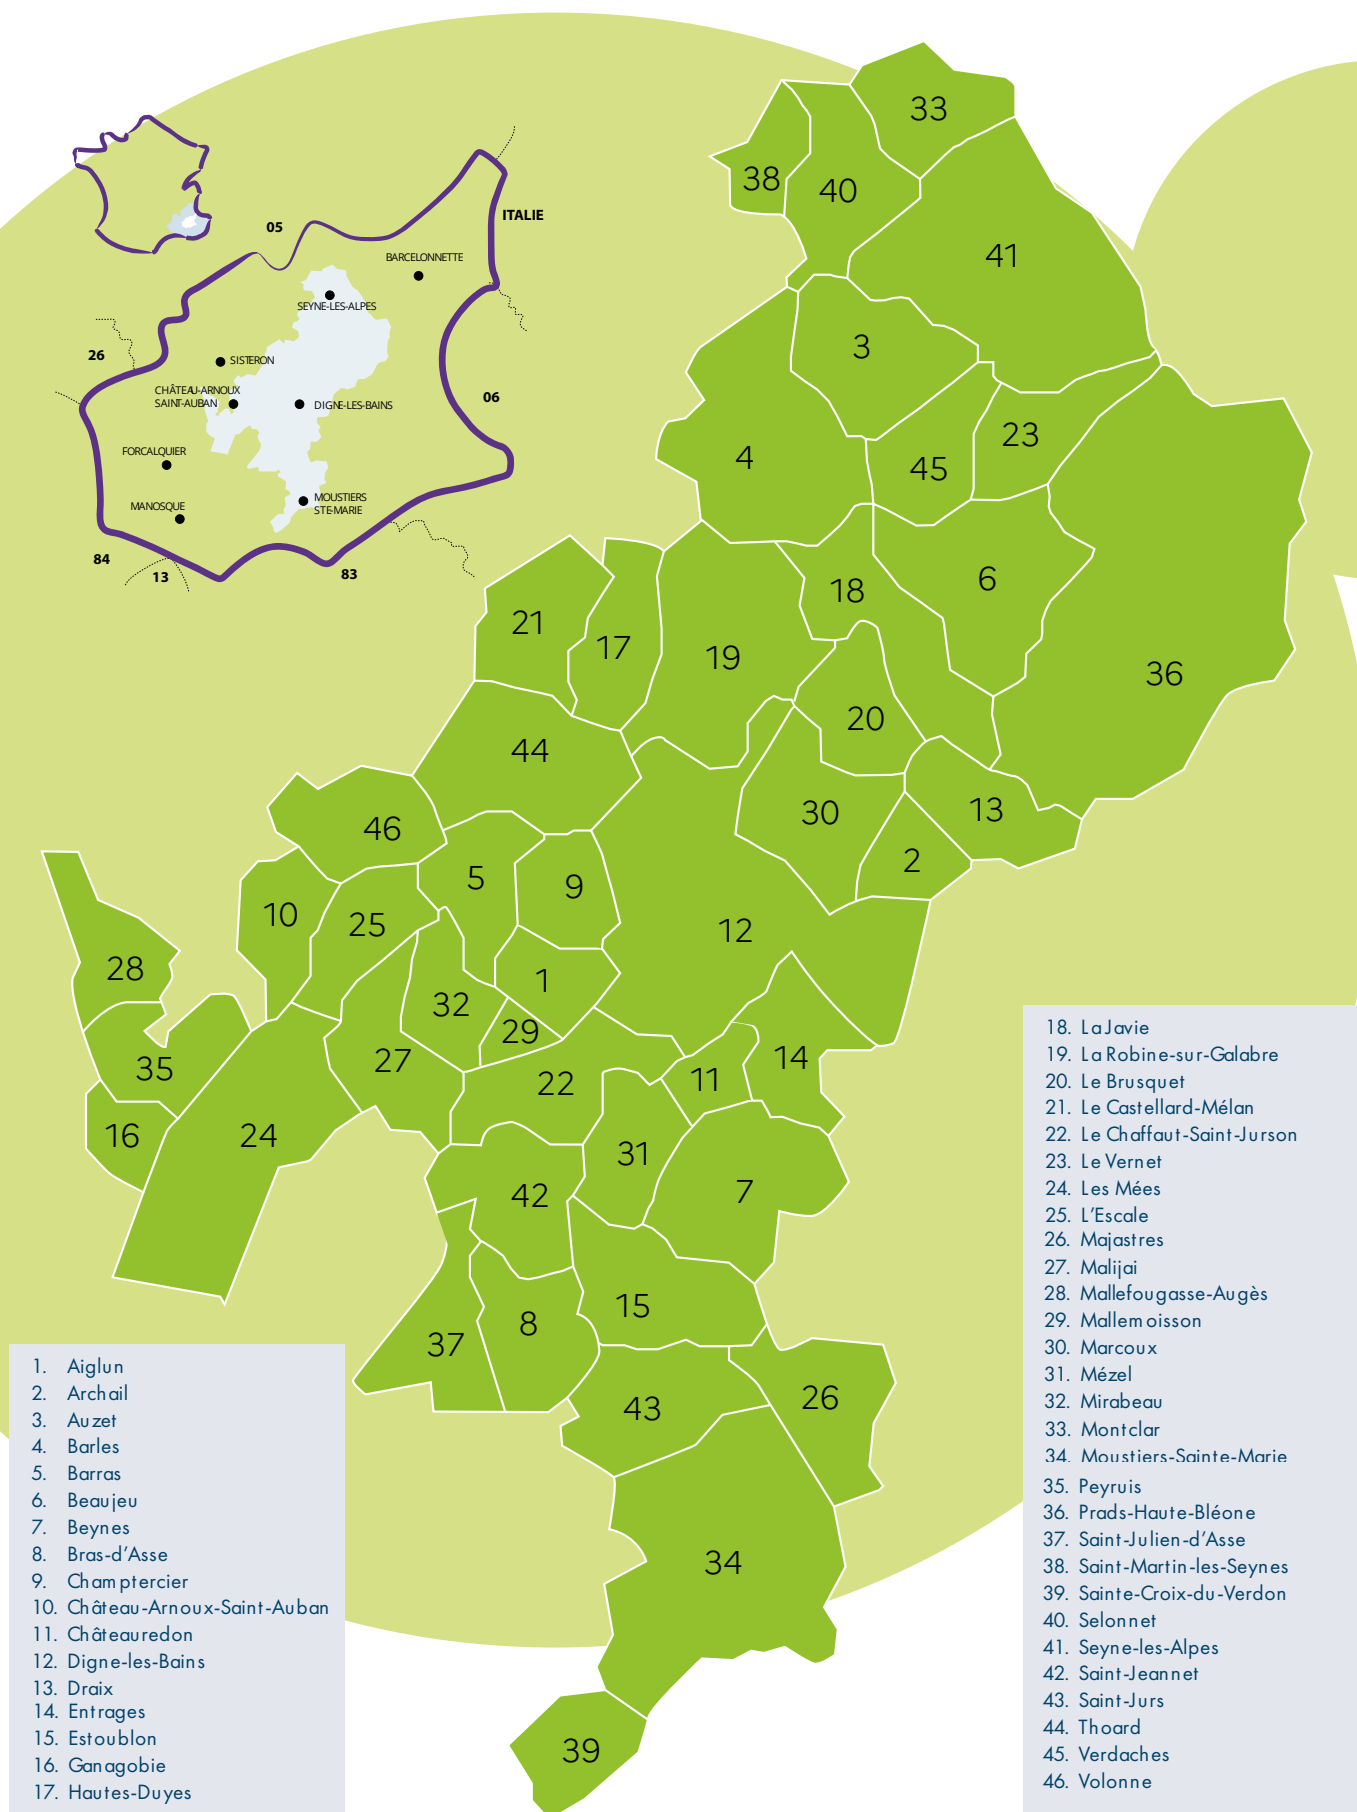 05
ITALIE
BARCELONNETTE
SEYNE-LES-ALPES
26
SISTERON
CHÂTEAU-ARNOUX
SAINT-AUBAN
DIGNE-LES-BAINS
06
FORCALQUIER
MANOSQUE
MOUSTIERS
STE-MARIE
84
13
83
33
38
40
41
3
4
23
45
6
18
21
17
19
36
20
44
30
13
46
2
5
9
10
25
12
28
1
32
29
14
35
27
22
11
16
24
31
42
7
15
8
37
26
43
34
39
1. Aiglun
2. Archail
3. Auzet
4. Barles
5. Barras
6. Beaujeu
7. Beynes
8. Bras-d’Asse
9. Champtercier
10. Château-Arnoux-Saint-Auban
11. Châteauredon
12. Digne-les-Bains
13. Draix
14. Entrages
15. Estoublon
16. Ganagobie
17. Hautes-Duyes
18. La Javie
19. La Robine-sur-Galabre
20. Le Brusquet
21. Le Castellard-Mélan
22. Le Chaffaut-Saint-Jurson
23. Le Vernet
24. Les Mées
25. L’Escale
26. Majastres
27. Malijai
28. Mallefougasse-Augès
29. Mallemoisson
30. Marcoux
31. Mézel
32. Mirabeau
33. Montclar
34. Moustiers-Sainte-Marie
35. Peyruis
36. Prads-Haute-Bléone
37. Saint-Julien-d’Asse
38. Saint-Martin-les-Seynes
39. Sainte-Croix-du-Verdon
40. Selonnet
41. Seyne-les-Alpes
42. Saint-Jeannet
43. Saint-Jurs
44. Thoard
45. Verdaches
46. Volonne